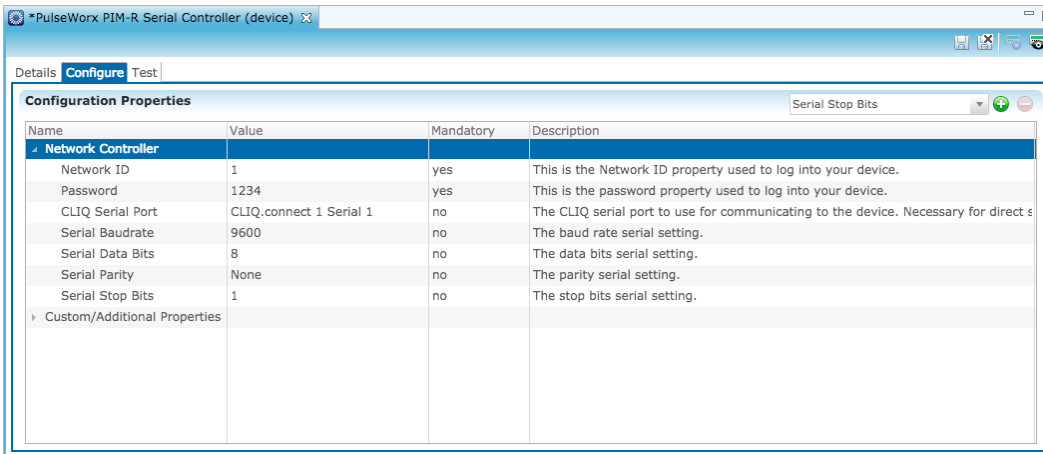 *PulseWorx PIM-R Serial Controller (device)
Details Configure Test
Configuration Properties Serial Stop Bits
Name Value Mandatory Description
Network Controller
Network ID 1 yes This is the Network ID property used to log into your device.
Password 1234 yes This is the password property used to log into your device.
CLIQ Serial Port CLIQ.connect 1 Serial 1 no The CLIQ serial port to use for communicating to the device. Necessary for direct s
Serial Baudrate 9600 no The baud rate serial setting.
Serial Data Bits 8 no The data bits serial setting.
Serial Parity None no The parity serial setting.
Serial Stop Bits 1 no The stop bits serial setting.
Custom/Additional Properties